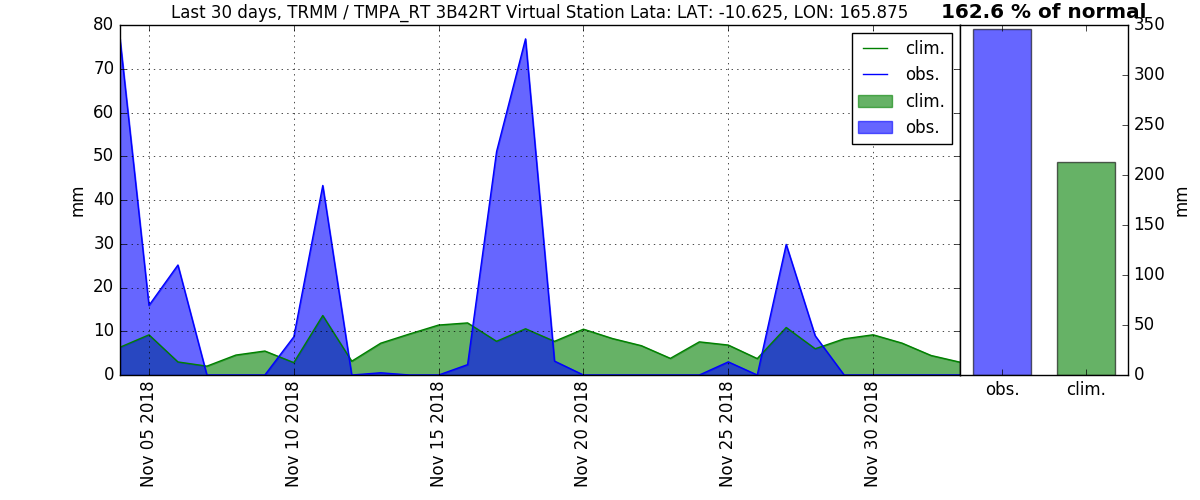 Last 30 days, TRMM / TMPA_RT 3B42RT Virtual Station Lata: LAT: -10.625, LON: 165.875
162.6 % of normal
mm
80
70
60
50
40
30
20
10
0
Nov 05 2018
Nov 10 2018
Nov 15 2018
Nov 20 2018
Nov 25 2018
Nov 30 2018
clim.
obs.
clim.
obs.
350
300
250
200
150
100
50
0
mm
obs.
clim.